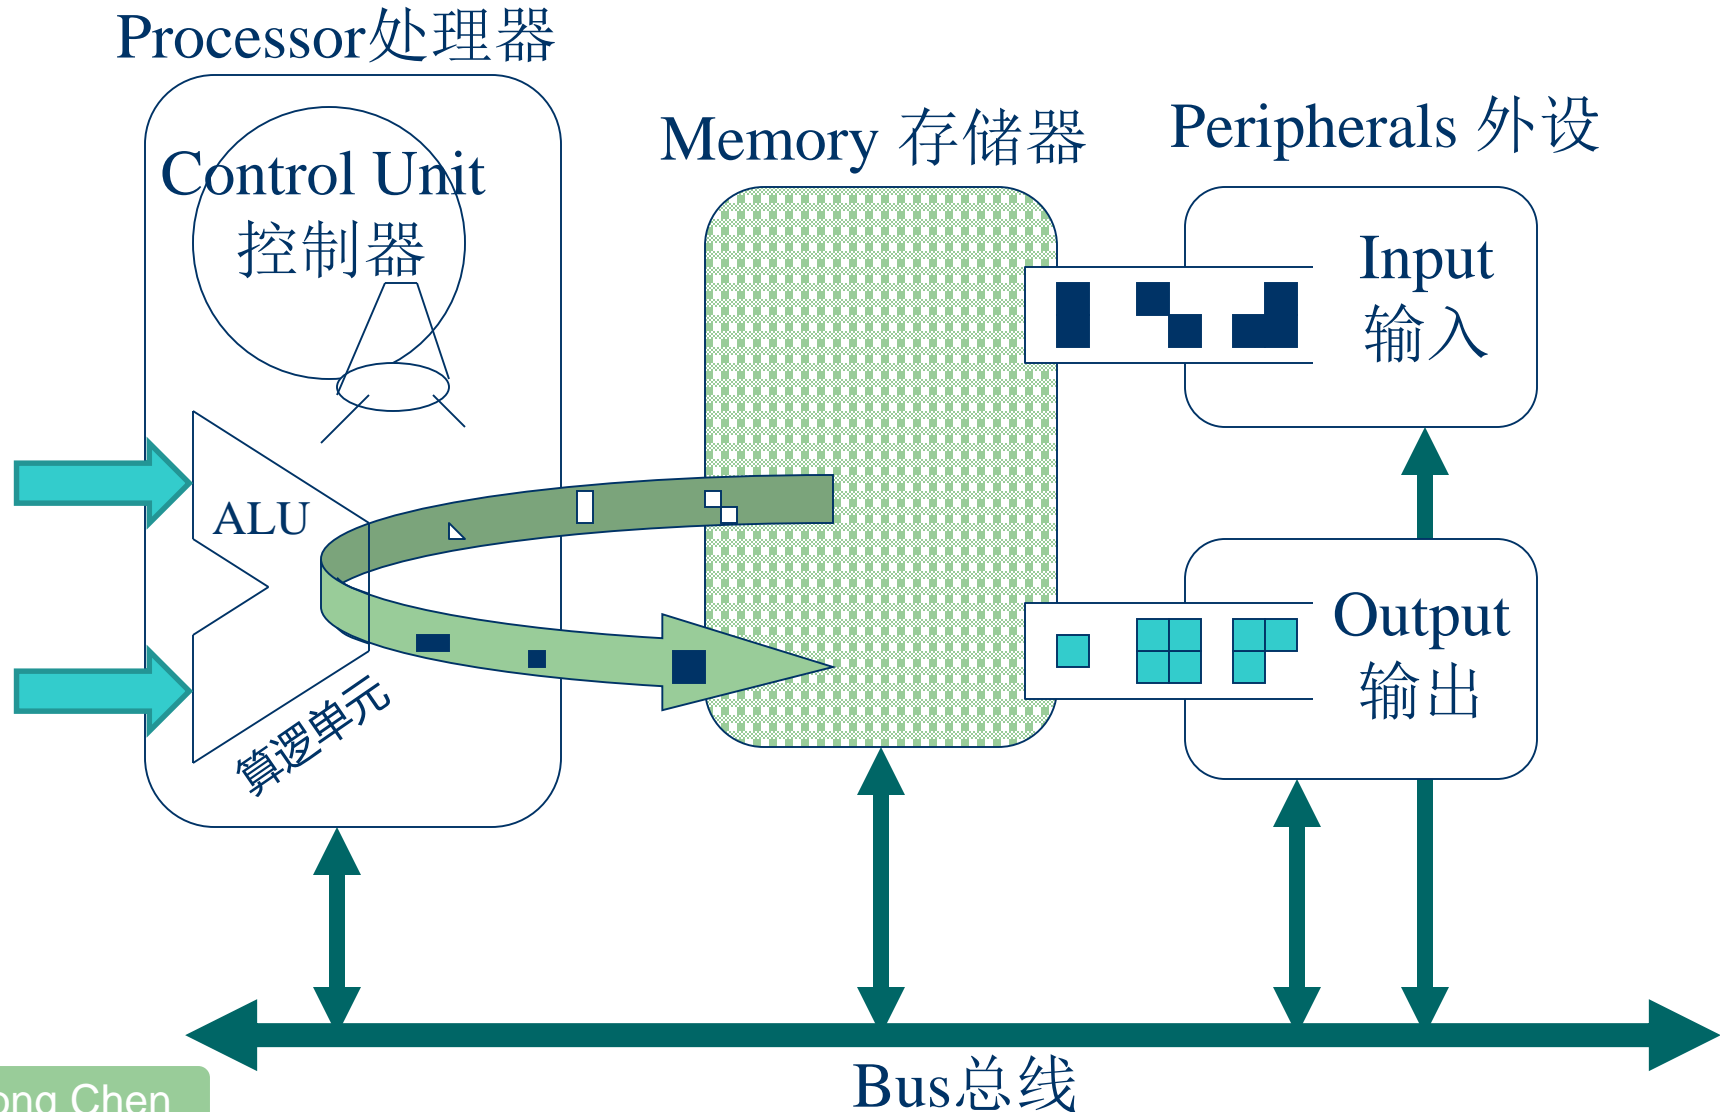 Processor处理器
Control Unit
控制器
ALU
算逻单元
Memory 存储器
Peripherals 外设
Input
输入
Output
输出
Bus总线
Chen